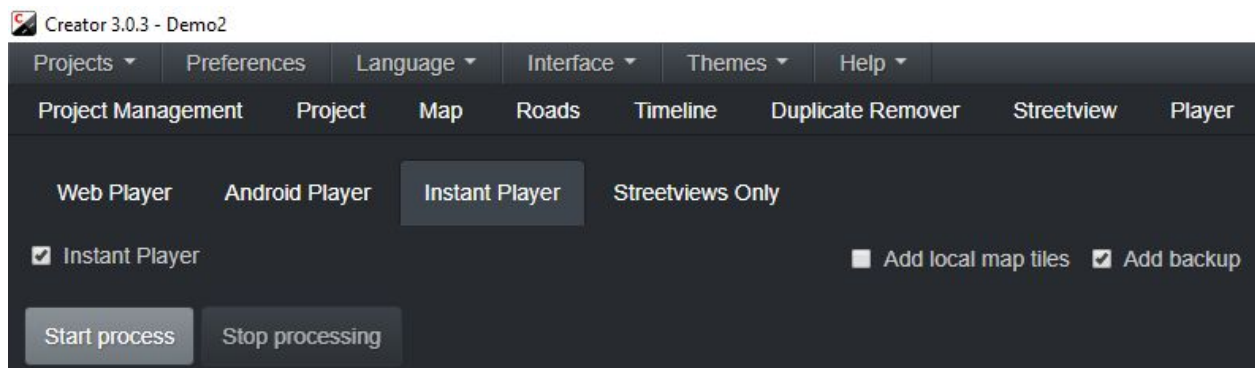 Creator 3.0.3 - Demo2
Projects Preferences Language Interface Themes Help
Project Management Project Map Roads Timeline Duplicate Remover Streetview Player
Web Player Android Player Instant Player Streetviews Only
Instant Player Add local map tiles Add backup
Start process Stop processing